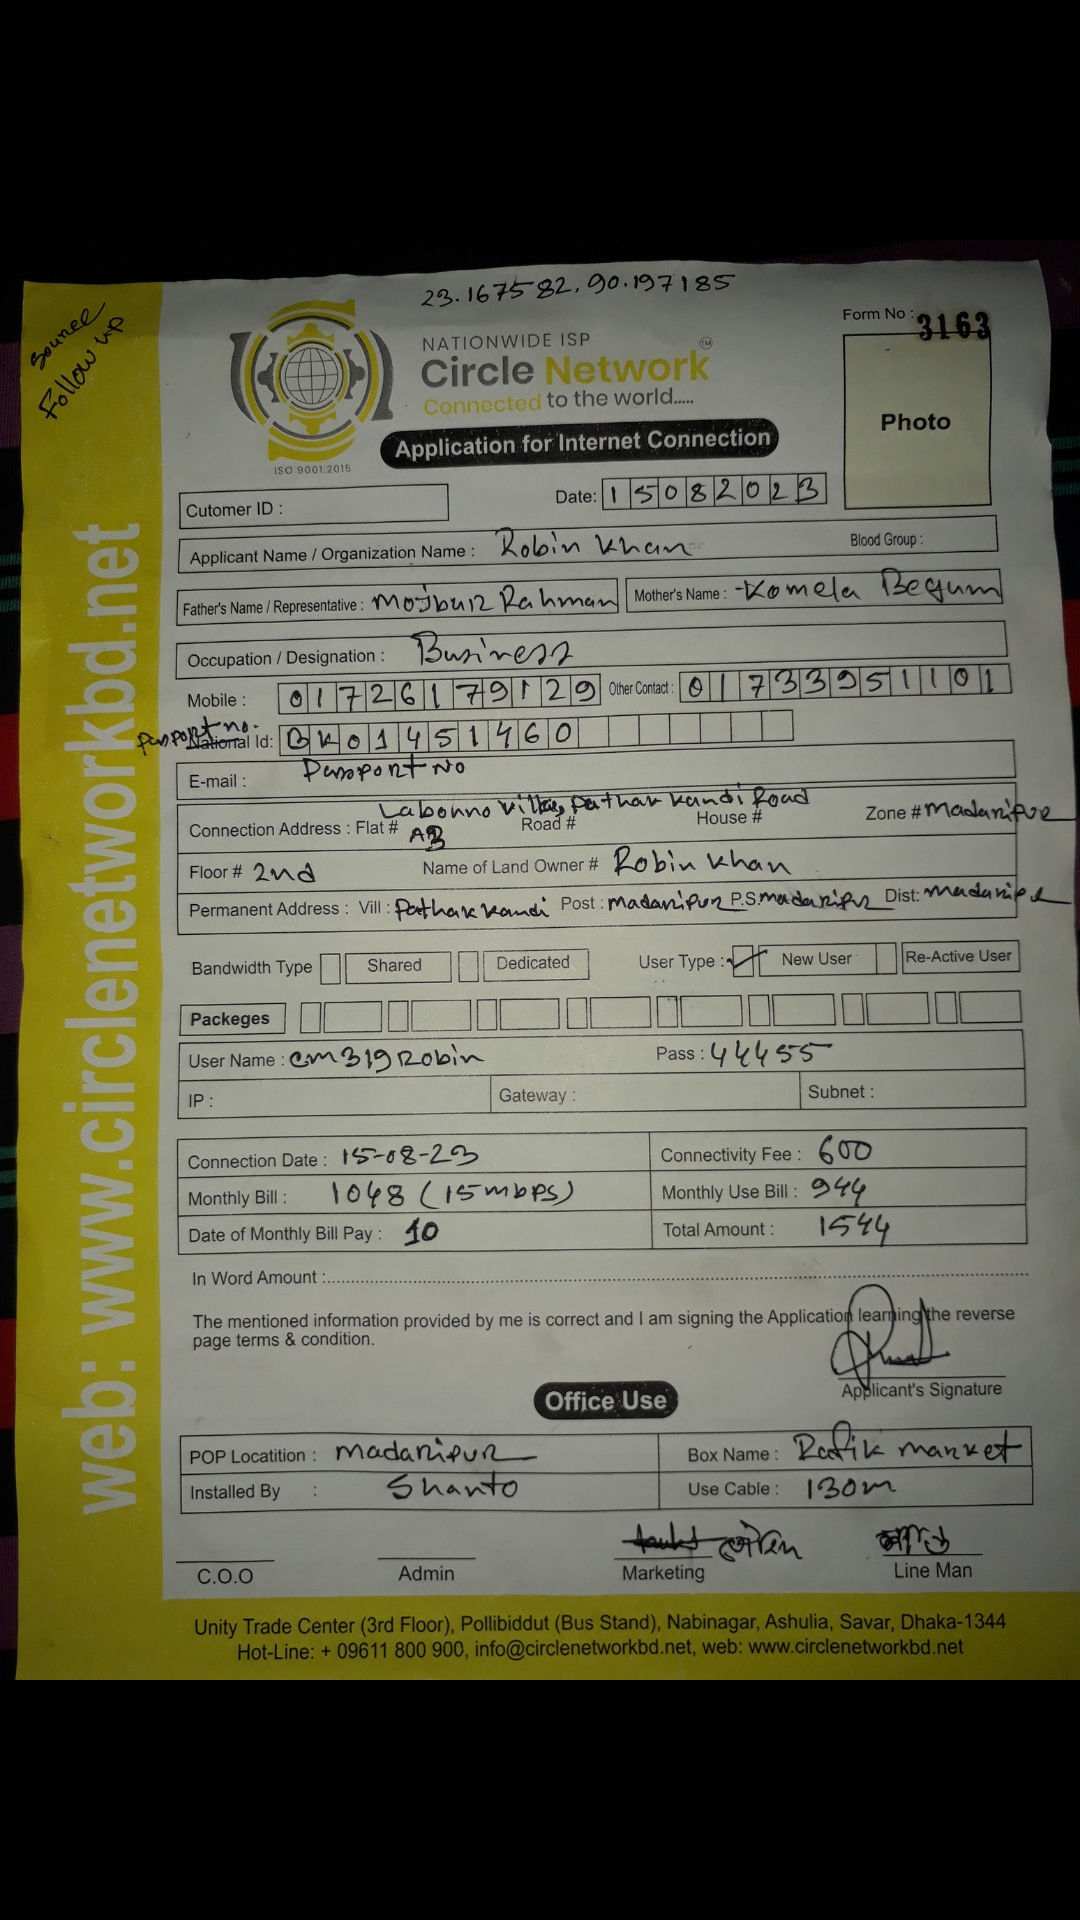 23.167582, 90.197185
Source
Follow up
NATIONWIDE ISP
Circle Network TM
Connected to the world.....
ISO 9001:2015
Form No : 3163
Photo
Application for Internet Connection
Cutomer ID :
Date: 15082023
Applicant Name / Organization Name : Robin Khan Blood Group :
Father's Name / Representative : Mojbur Rahman Mother's Name : Komela Begum
Occupation / Designation : Business
Mobile : 01726179129 Other Contact : 01733951101
Passport no.
National Id: BK01451460
E-mail : Passport No
Labonno Villa, Pathak Kandi Road
Connection Address : Flat # AB Road # House # Zone # Madaripur
Floor # 2nd Name of Land Owner # Robin Khan
Permanent Address : Vill : Pathak Kandi Post : Madaripur P.S. Madaripur Dist: Madaripur
Bandwidth Type Shared Dedicated User Type : New User Re-Active User
Packeges
User Name : cm319Robin Pass : 44455
IP : Gateway : Subnet :
Connection Date : 15-08-23 Connectivity Fee : 600
Monthly Bill : 1048 (15 mbps) Monthly Use Bill : 944
Date of Monthly Bill Pay : 10 Total Amount : 1544
In Word Amount :
The mentioned information provided by me is correct and I am signing the Application learning the reverse
page terms & condition.
Applicant's Signature
Office Use
POP Locatition : Madaripur Box Name : Rafik market
Installed By : Shanto Use Cable : 130m
C.O.O Admin Marketing Line Man
Unity Trade Center (3rd Floor), Pollibiddut (Bus Stand), Nabinagar, Ashulia, Savar, Dhaka-1344
Hot-Line: + 09611 800 900, info@circlenetworkbd.net, web: www.circlenetworkbd.net
web: www.circlenetworkbd.net